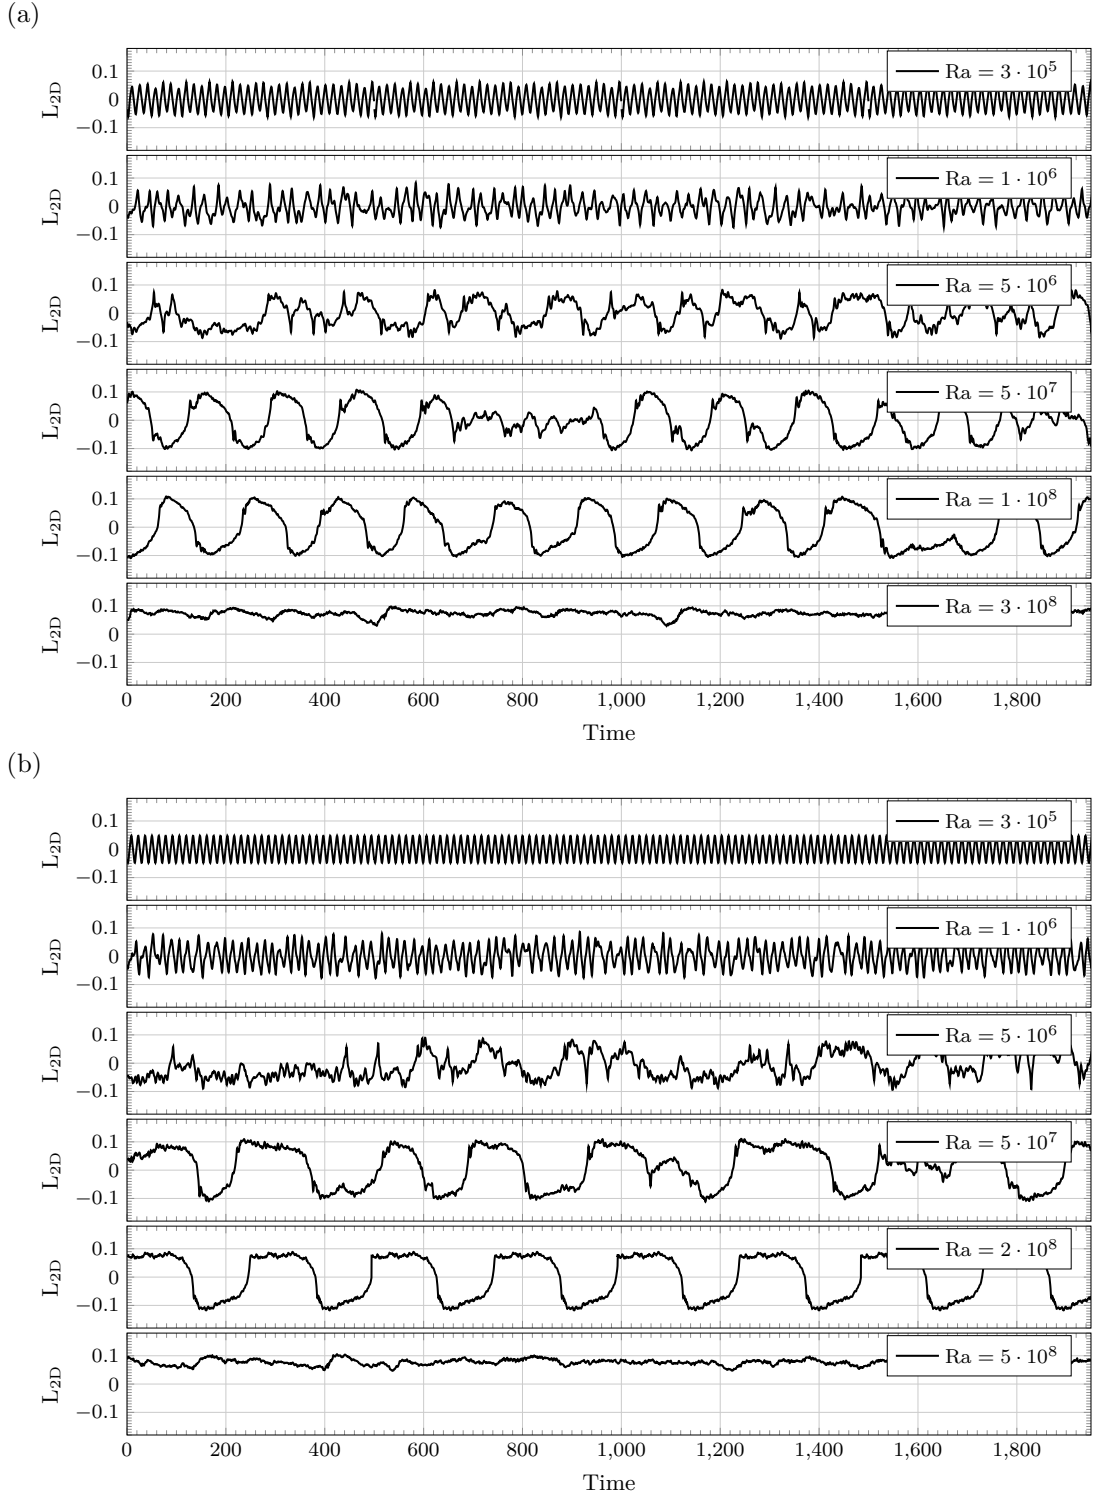 (a)
0.1
0
−0.1
L2D
Ra = 3 · 10^5
0.1
0
−0.1
L2D
Ra = 1 · 10^6
0.1
0
−0.1
L2D
Ra = 5 · 10^6
0.1
0
−0.1
L2D
Ra = 5 · 10^7
0.1
0
−0.1
L2D
Ra = 1 · 10^8
0.1
0
−0.1
L2D
Ra = 3 · 10^8
0 200 400 600 800 1,000 1,200 1,400 1,600 1,800
Time
(b)
0.1
0
−0.1
L2D
Ra = 3 · 10^5
0.1
0
−0.1
L2D
Ra = 1 · 10^6
0.1
0
−0.1
L2D
Ra = 5 · 10^6
0.1
0
−0.1
L2D
Ra = 5 · 10^7
0.1
0
−0.1
L2D
Ra = 2 · 10^8
0.1
0
−0.1
L2D
Ra = 5 · 10^8
0 200 400 600 800 1,000 1,200 1,400 1,600 1,800
Time